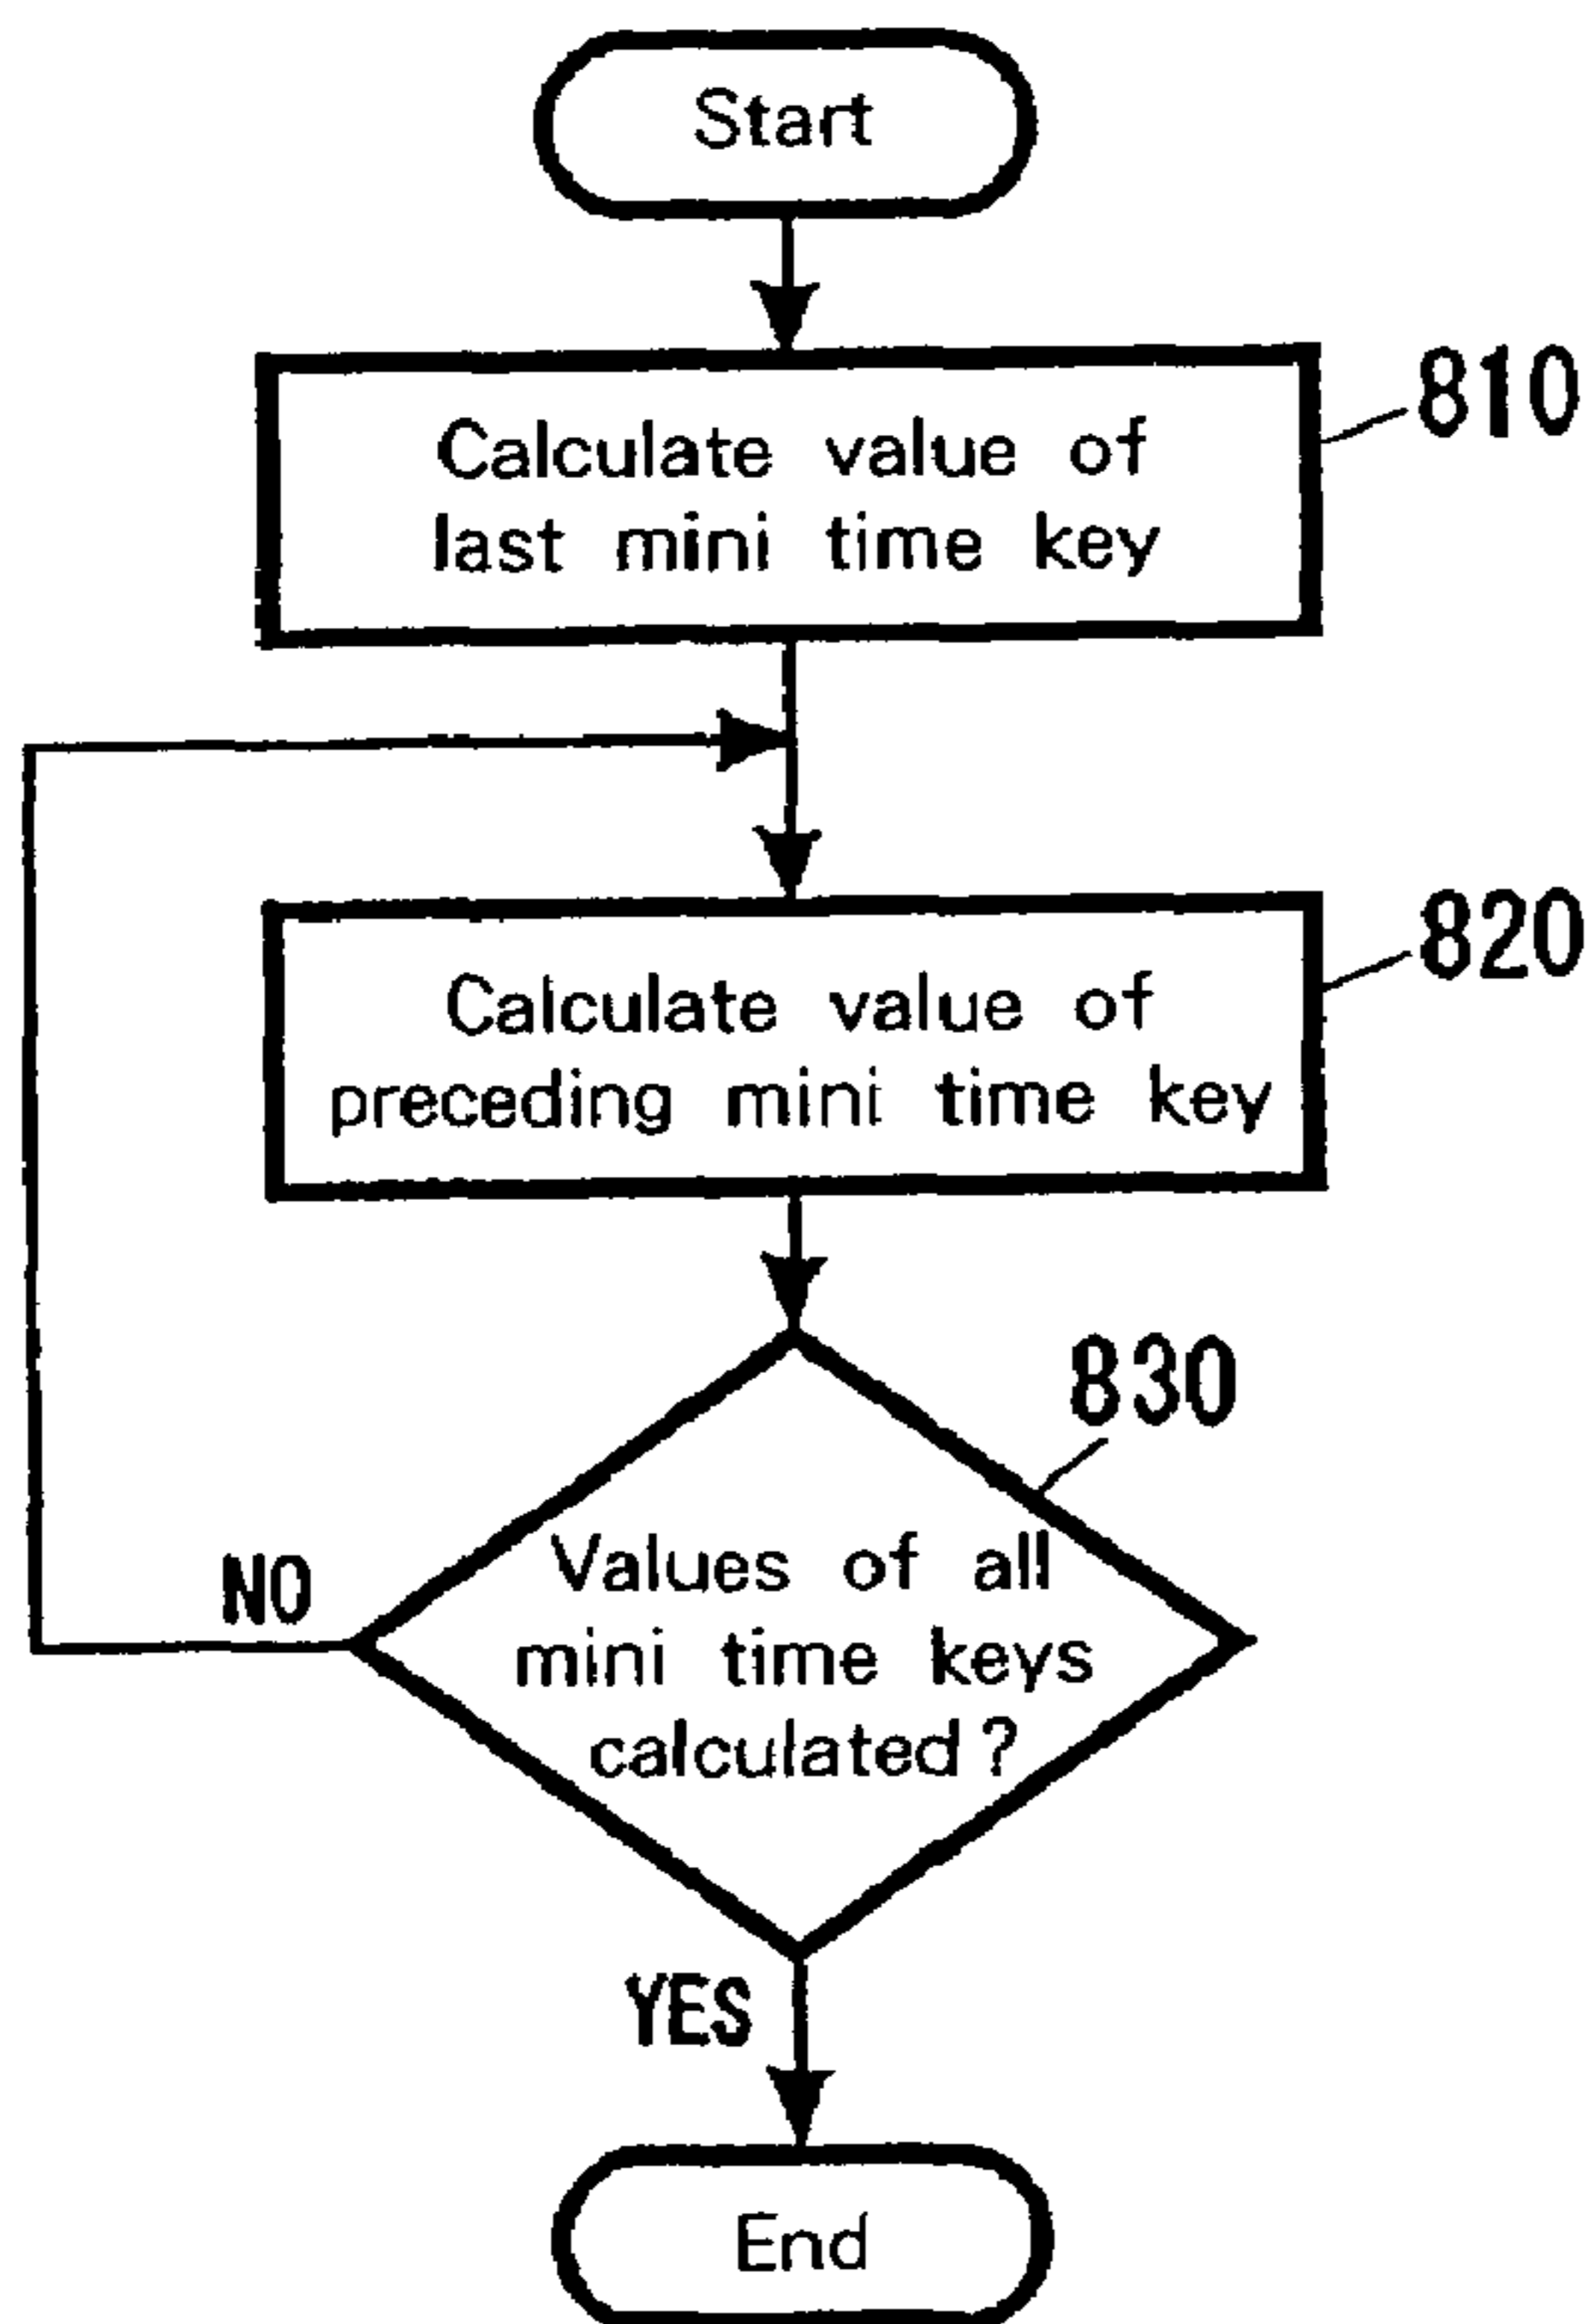 Start
Calculate value of
last mini time key
810
Calculate value of
preceding mini time key
820
830
Values of all
mini time keys
calculated?
NO
YES
End